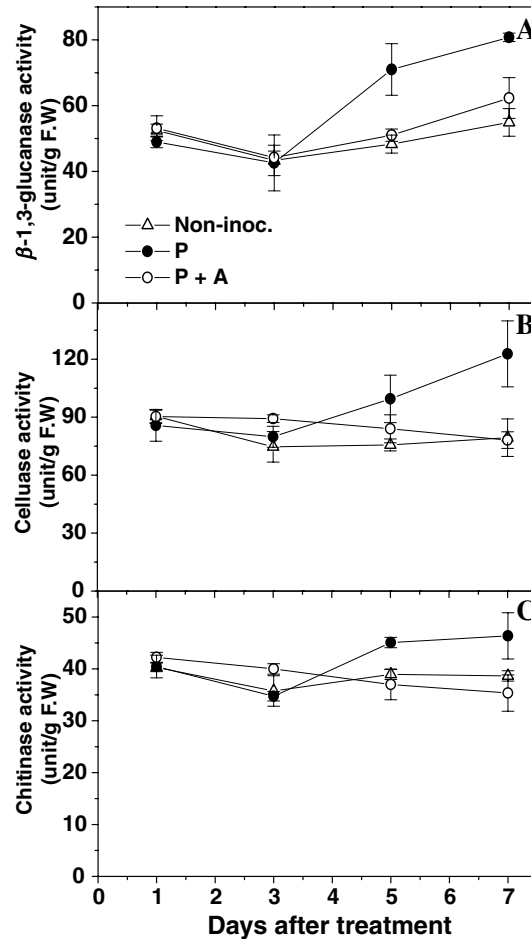 A
80
60
40
20
0
β-1,3-glucanase activity
(unit/g F.W)
Non-inoc.
P
P + A
B
120
90
60
30
0
Celluase activity
(unit/g F.W)
C
50
40
30
20
10
0
Chitinase activity
(unit/g F.W)
0 1 2 3 4 5 6 7
Days after treatment